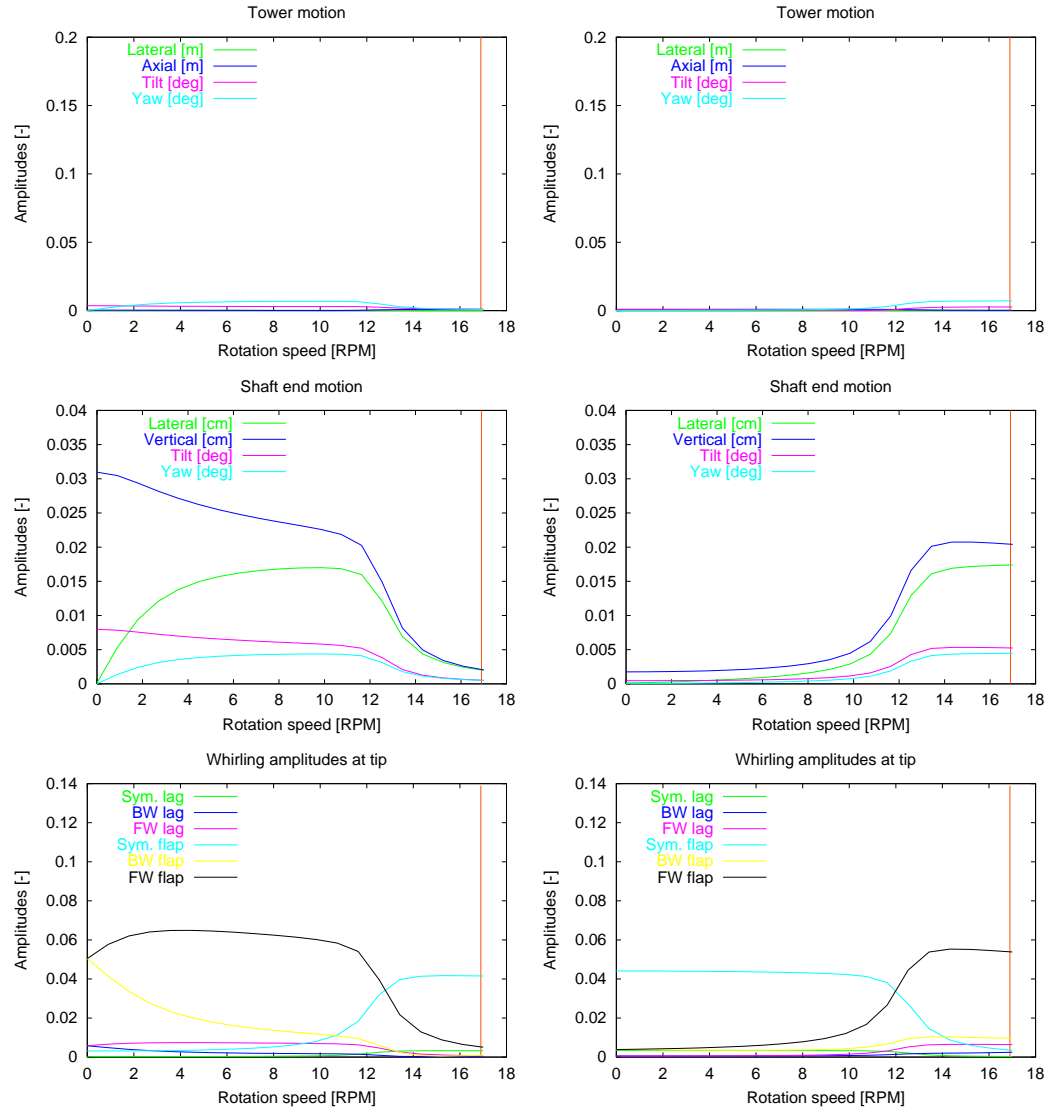 Tower motion
0.2
0.15
0.1
0.05
0
Amplitudes [-]
Lateral [m]
Axial [m]
Tilt [deg]
Yaw [deg]
0 2 4 6 8 10 12 14 16 18
Rotation speed [RPM]
Tower motion
0.2
0.15
0.1
0.05
0
Amplitudes [-]
Lateral [m]
Axial [m]
Tilt [deg]
Yaw [deg]
0 2 4 6 8 10 12 14 16 18
Rotation speed [RPM]
Shaft end motion
0.04
0.035
0.03
0.025
0.02
0.015
0.01
0.005
0
Amplitudes [-]
Lateral [cm]
Vertical [cm]
Tilt [deg]
Yaw [deg]
0 2 4 6 8 10 12 14 16 18
Rotation speed [RPM]
Shaft end motion
0.04
0.035
0.03
0.025
0.02
0.015
0.01
0.005
0
Amplitudes [-]
Lateral [cm]
Vertical [cm]
Tilt [deg]
Yaw [deg]
0 2 4 6 8 10 12 14 16 18
Rotation speed [RPM]
Whirling amplitudes at tip
0.14
0.12
0.1
0.08
0.06
0.04
0.02
0
Amplitudes [-]
Sym. lag
BW lag
FW lag
Sym. flap
BW flap
FW flap
0 2 4 6 8 10 12 14 16 18
Rotation speed [RPM]
Whirling amplitudes at tip
0.14
0.12
0.1
0.08
0.06
0.04
0.02
0
Amplitudes [-]
Sym. lag
BW lag
FW lag
Sym. flap
BW flap
FW flap
0 2 4 6 8 10 12 14 16 18
Rotation speed [RPM]